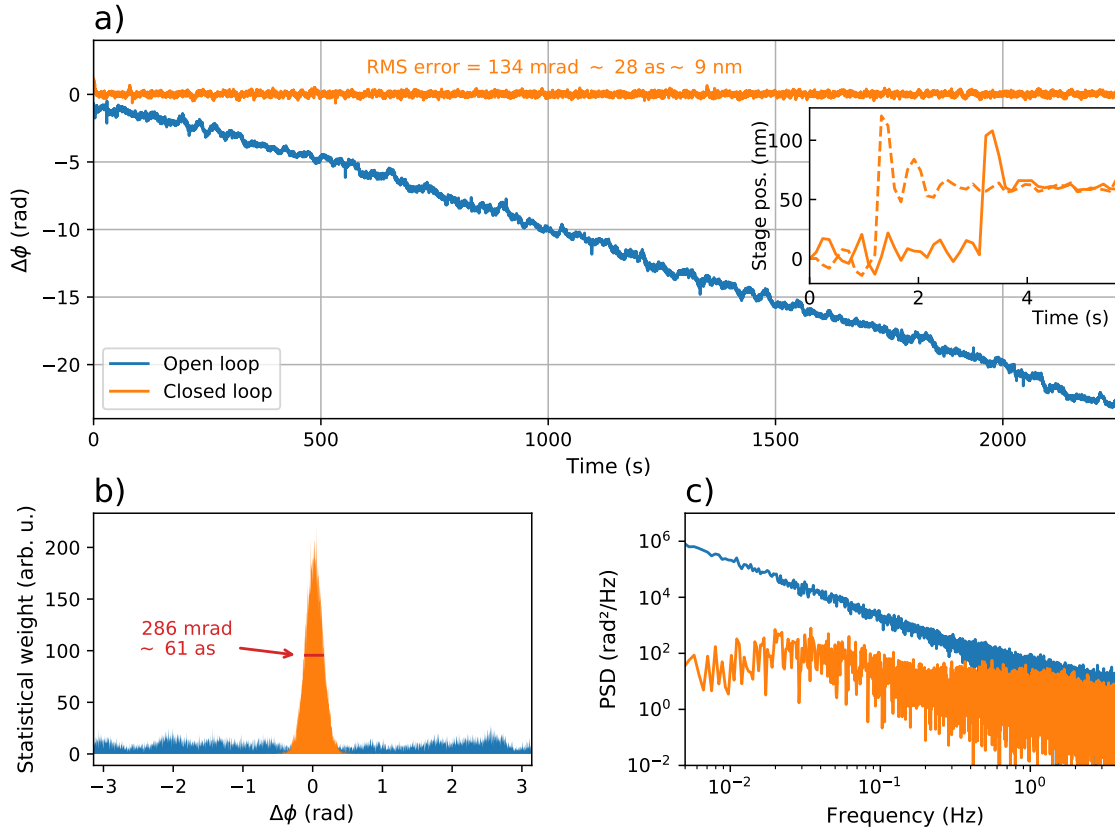 a)
RMS error = 134 mrad ~ 28 as ~ 9 nm
Δϕ (rad)
0
−5
−10
−15
−20
0
500
1000
1500
2000
Time (s)
Open loop
Closed loop
Stage pos. (nm)
100
50
0
0
2
4
Time (s)
b)
Statistical weight (arb. u.)
200
150
100
50
0
286 mrad
~ 61 as
−3
−2
−1
0
1
2
3
Δϕ (rad)
c)
PSD (rad²/Hz)
10⁶
10⁴
10²
10⁰
10⁻²
10⁻²
10⁻¹
10⁰
Frequency (Hz)